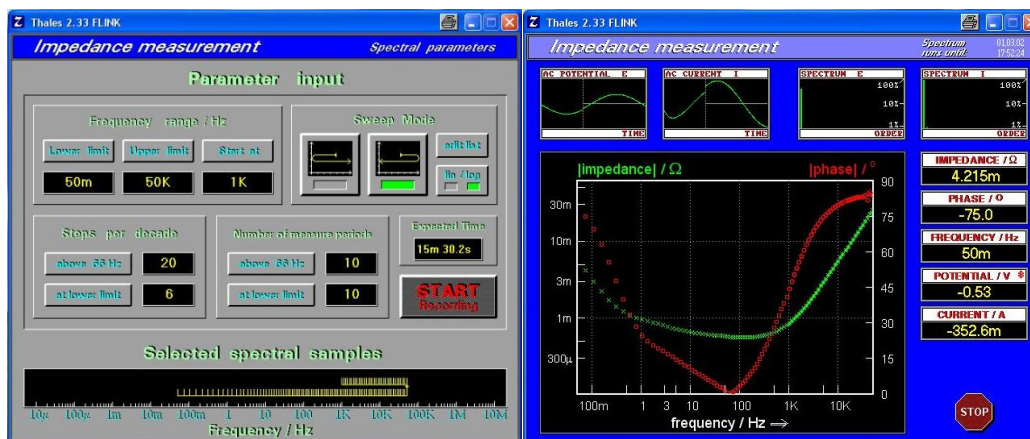 Thales 2.33 FLINK
Impedance measurement
Spectral parameters
Parameter input
Frequency range / Hz
Lower limit
Upper limit
Start at
50m
50K
1K
Sweep Mode
edit list
lin / log
Steps per decade
above 66 Hz
20
at lower limit
6
Number of measure periods
above 66 Hz
10
at lower limit
10
Expected Time
15m 30.2s
START
Recording
Selected spectral samples
10µ 100µ 1m 10m 100m 1 10 100 1K 10K 100K 1M 10M
Frequency / Hz
Thales 2.33 FLINK
Impedance measurement
Spectrum
runs until:
01.03.02
17:52:24
AC POTENTIAL E
TIME
AC CURRENT I
TIME
SPECTRUM E
100%
10%
1%
ORDER
SPECTRUM I
100%
10%
1%
ORDER
|impedance| / Ω
|phase| / °
30m
10m
3m
1m
300µ
90
75
60
45
30
15
0
100m 1 3 10 100 1K 10K
frequency / Hz →
IMPEDANCE / Ω
4.215m
PHASE / O
-75.0
FREQUENCY / Hz
50m
POTENTIAL / V *
-0.53
CURRENT / A
-352.6m
STOP